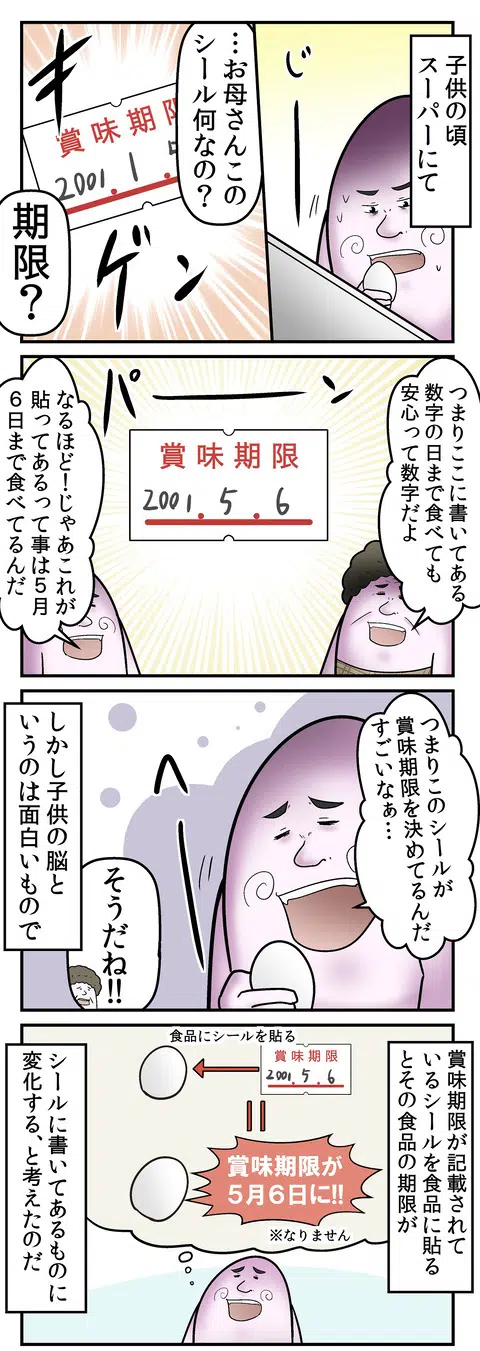 子供の頃
スーパーにて
じ
…お母さんこの
シール何なの？
賞味期限
2001.1
ゲン
期限？
つまりここに書いてある
数字の日まで食べても
安心って数字だよ
パーン
賞味期限
2001.5.6
なるほど！じゃあこれが
貼ってあるって事は５月
６日まで食べてるんだ
つまりこのシールが
賞味期限を決めてるんだ
すごいなぁ…
へー
そうだね!!
しかし子供の脳と
いうのは面白いもので
賞味期限が記載されて
いるシールを食品に貼る
とその食品の期限が
食品にシールを貼る
賞味期限
2001.5.6
賞味期限が
5月6日に!!
※なりません
シールに書いてあるものに
変化する、と考えたのだ